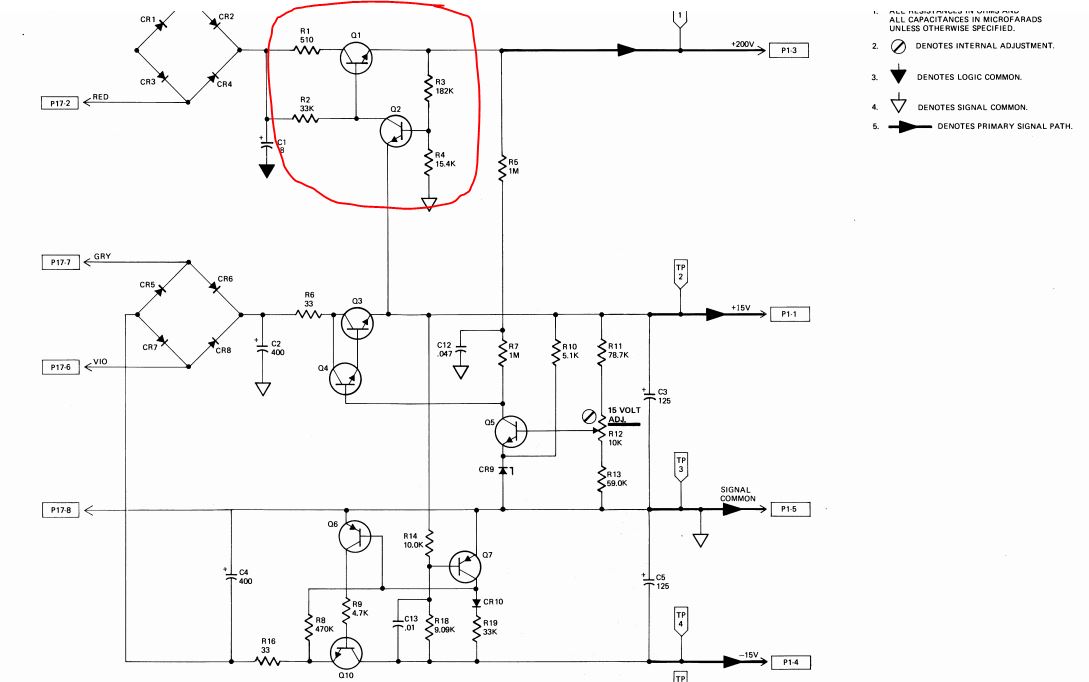 1. ALL RESISTANCES IN OHMS AND
ALL CAPACITANCES IN MICROFARADS
UNLESS OTHERWISE SPECIFIED.
2. DENOTES INTERNAL ADJUSTMENT.
3. DENOTES LOGIC COMMON.
4. DENOTES SIGNAL COMMON.
5. DENOTES PRIMARY SIGNAL PATH.
CR1
CR2
CR3
CR4
P17-2
RED
R1
510
Q1
R2
33K
Q2
R3
182K
R4
15.4K
+
C1
8
1
+200V
P1-3
R5
1M
P17-7
GRY
CR5
CR6
CR7
CR8
P17-6
VIO
+
C2
400
R6
33
Q3
Q4
C12
.047
R7
1M
R10
5.1K
R11
78.7K
TP
2
+15V
P1-1
+
C3
125
Q5
15 VOLT
ADJ.
R12
10K
CR9
R13
59.0K
TP
3
SIGNAL
COMMON
P17-8
P1-5
+
C4
400
Q6
R14
10.0K
Q7
+
C5
125
R8
470K
R9
4.7K
C13
.01
R18
9.09K
CR10
R19
33K
R16
33
Q10
TP
4
-15V
P1-4
TP